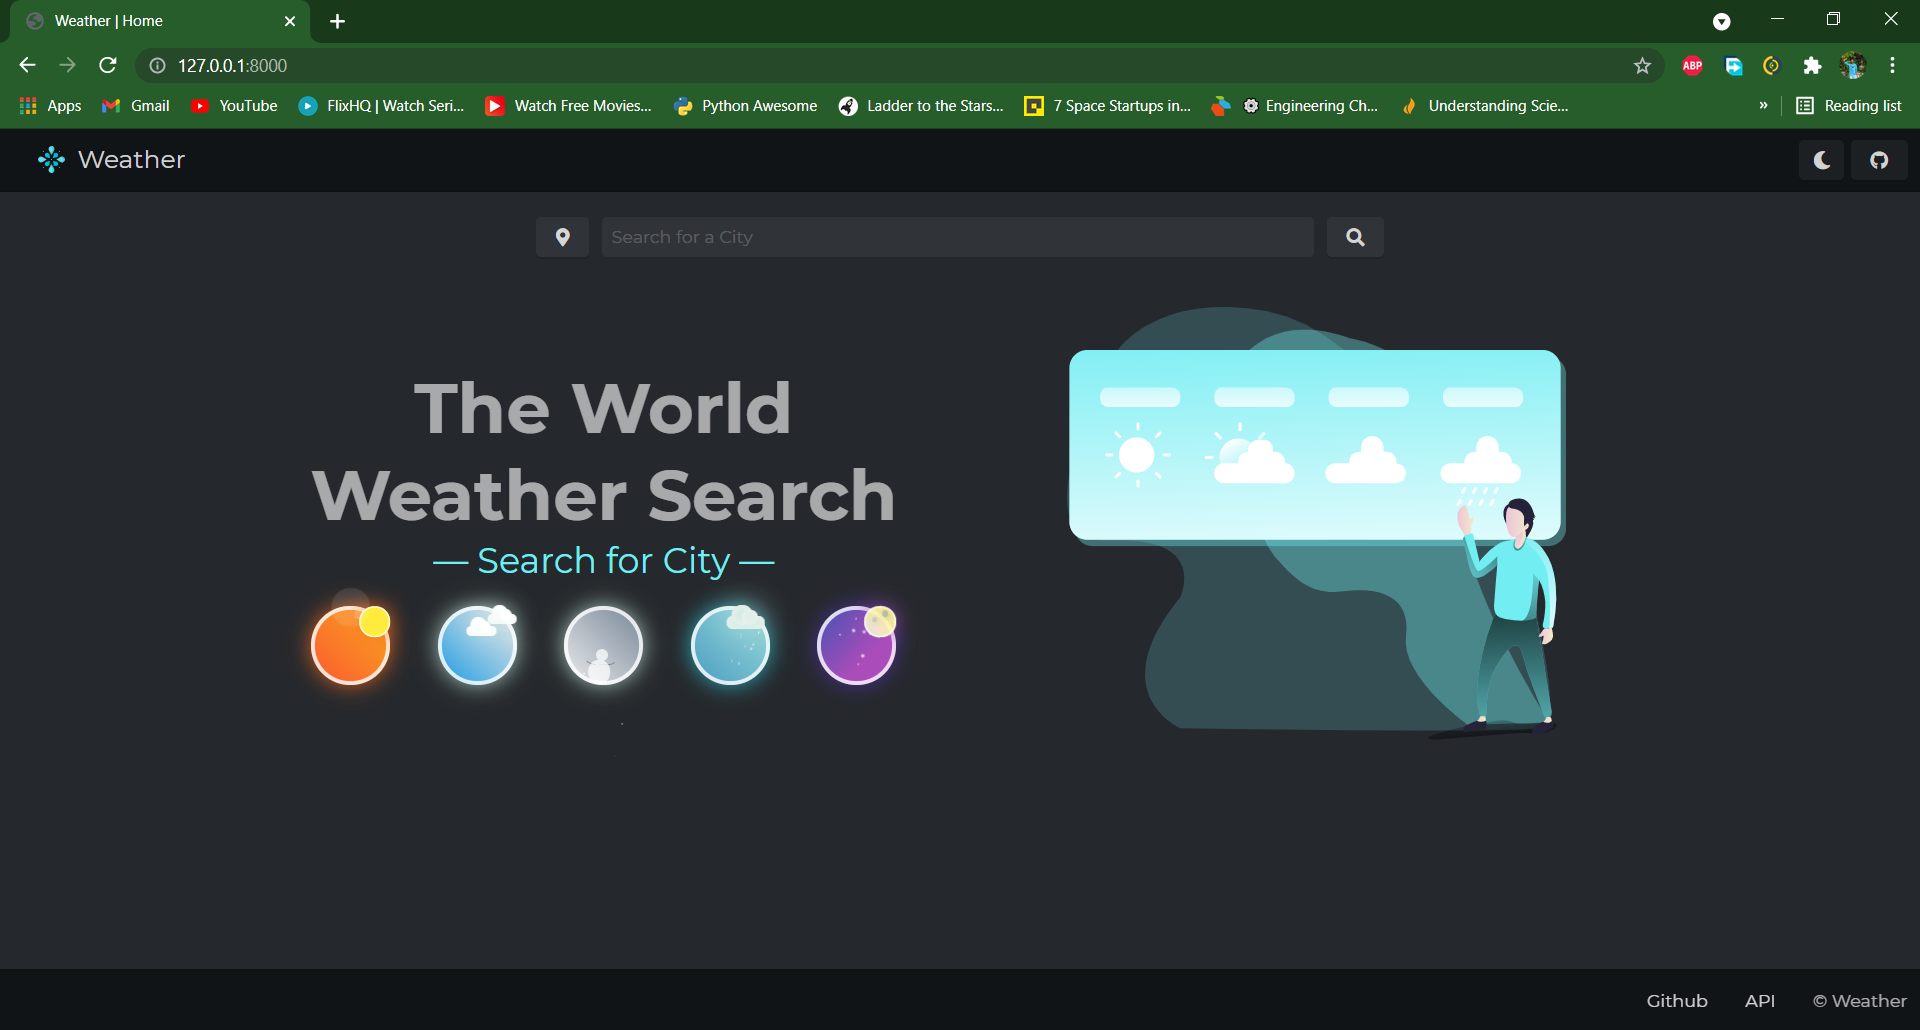 Weather | Home
127.0.0.1:8000
ABP
Apps Gmail YouTube FlixHQ | Watch Seri... Watch Free Movies... Python Awesome Ladder to the Stars... 7 Space Startups in... Engineering Ch... Understanding Scie... » Reading list
Weather
Search for a City
The World
Weather Search
— Search for City —
Github API © Weather